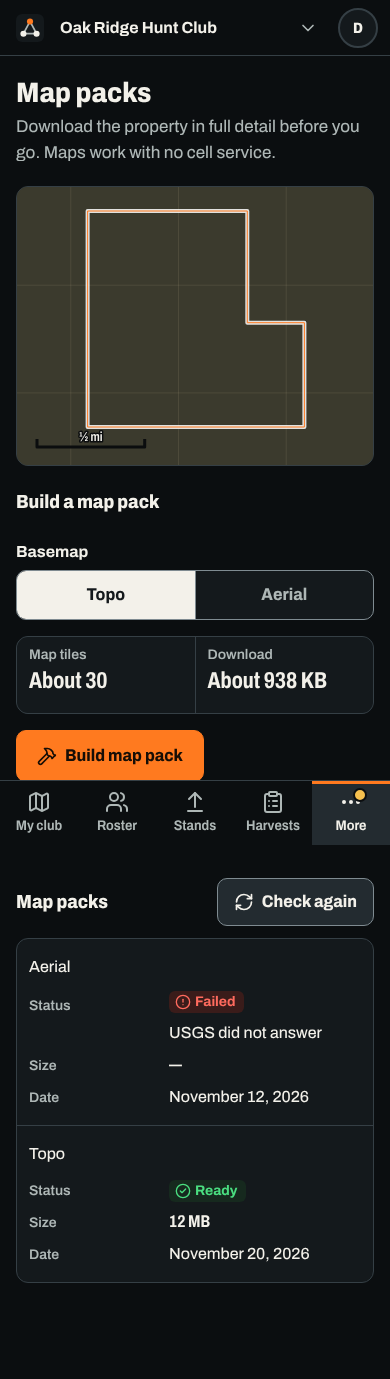 Oak Ridge Hunt Club
D
Map packs
Download the property in full detail before you
go. Maps work with no cell service.
½ mi
Build a map pack
Basemap
Topo
Aerial
Map tiles
Download
About 30
About 938 KB
Build map pack
My club
Roster
Stands
Harvests
More
Map packs
Check again
Aerial
Status
Failed
USGS did not answer
Size
—
Date
November 12, 2026
Topo
Status
Ready
Size
12 MB
Date
November 20, 2026